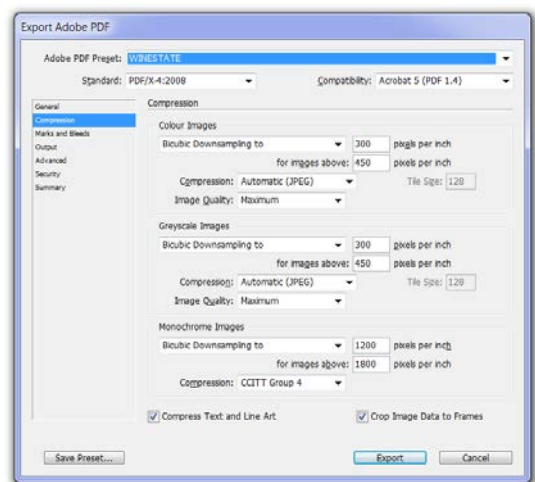 Export Adobe PDF
Adobe PDF Preset: WINESTATE
Standard: PDF/X-4:2008 Compatibility: Acrobat 5 (PDF 1.4)
General
Compression
Marks and Bleeds
Output
Advanced
Security
Summary
Compression
Colour Images
Bicubic Downsampling to 300 pixels per inch
for images above: 450 pixels per inch
Compression: Automatic (JPEG) Tile Size: 128
Image Quality: Maximum
Greyscale Images
Bicubic Downsampling to 300 pixels per inch
for images above: 450 pixels per inch
Compression: Automatic (JPEG) Tile Size: 128
Image Quality: Maximum
Monochrome Images
Bicubic Downsampling to 1200 pixels per inch
for images above: 1800 pixels per inch
Compression: CCITT Group 4
Compress Text and Line Art Crop Image Data to Frames
Save Preset... Export Cancel